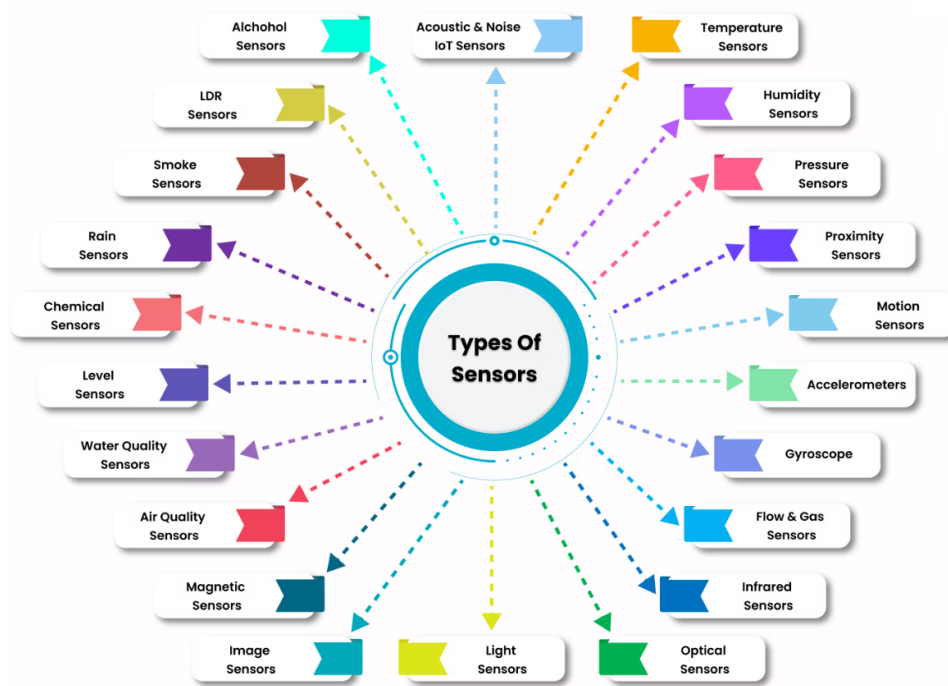 Types Of
Sensors
Acoustic & Noise
IoT Sensors
Temperature
Sensors
Humidity
Sensors
Pressure
Sensors
Proximity
Sensors
Motion
Sensors
Accelerometers
Gyroscope
Flow & Gas
Sensors
Infrared
Sensors
Optical
Sensors
Light
Sensors
Image
Sensors
Magnetic
Sensors
Air Quality
Sensors
Water Quality
Sensors
Level
Sensors
Chemical
Sensors
Rain
Sensors
Smoke
Sensors
LDR
Sensors
Alchohol
Sensors